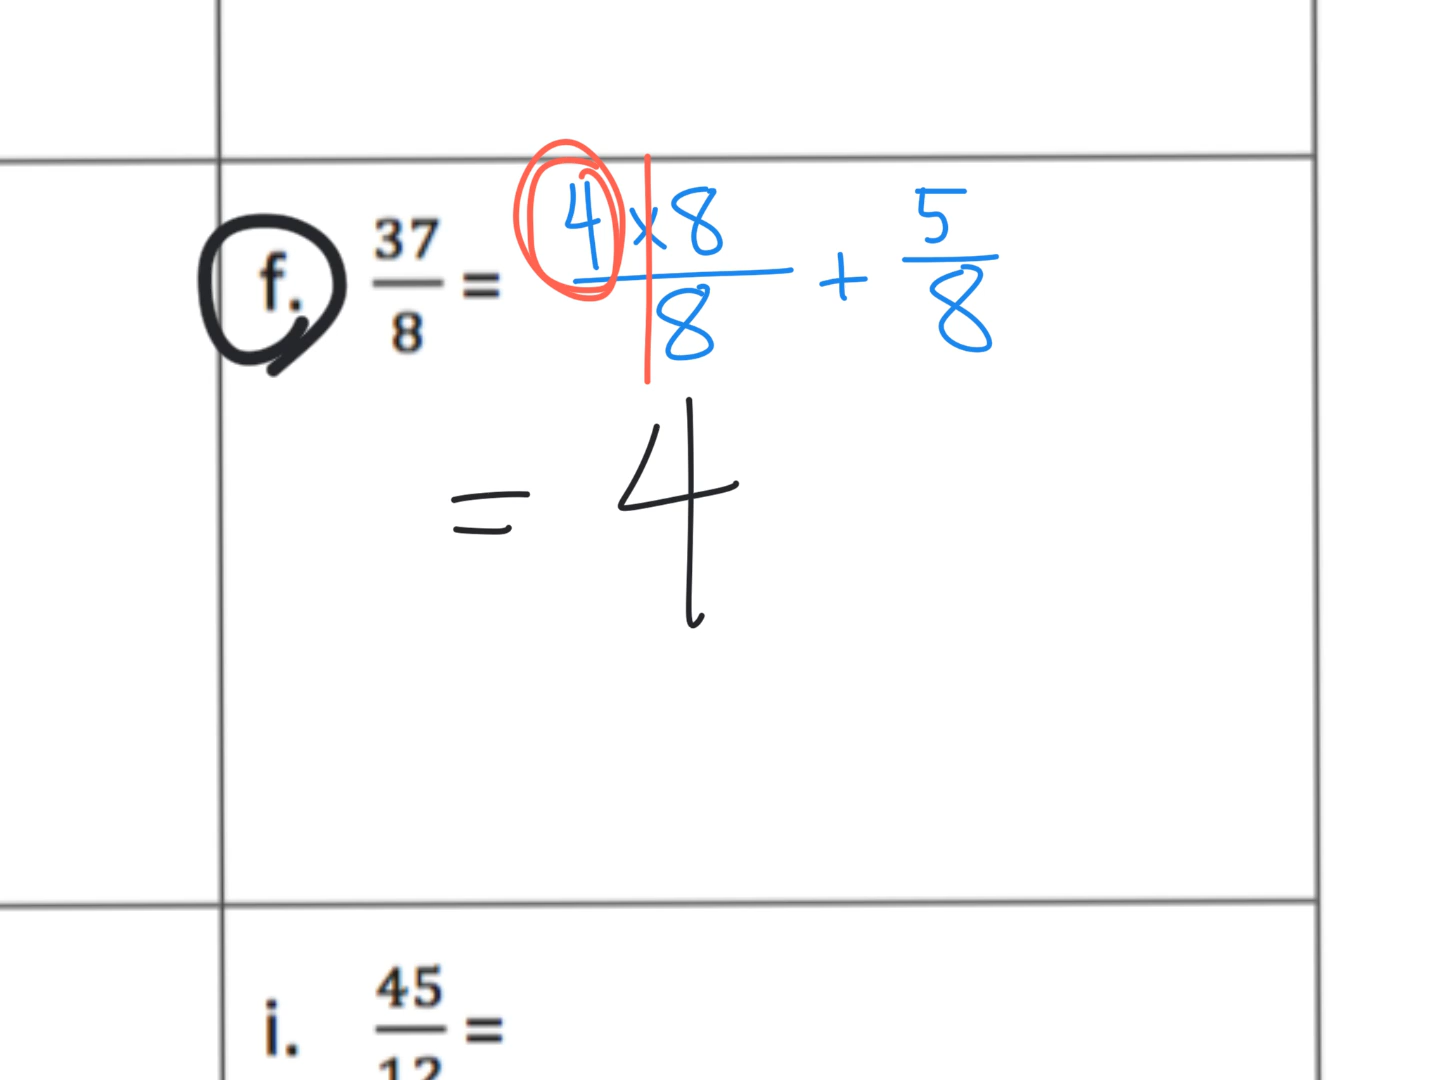 f. 37/8 = 4×8/8 + 5/8
= 4
i. 45/12 =